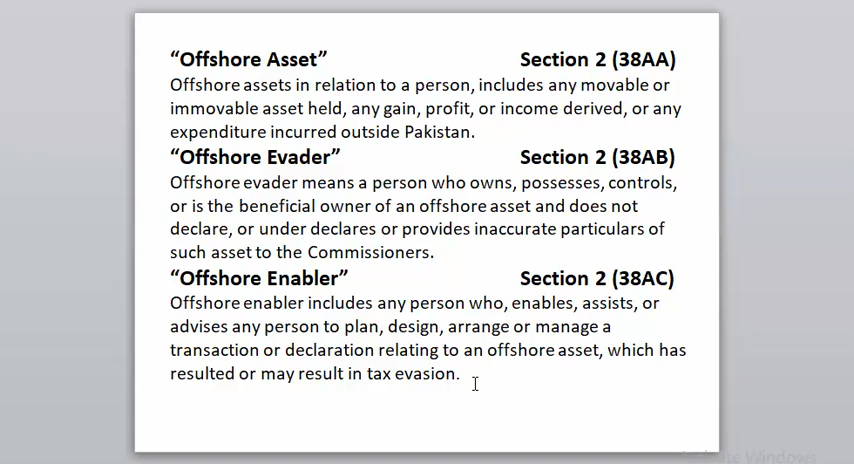 “Offshore Asset” Section 2 (38AA)
Offshore assets in relation to a person, includes any movable or
immovable asset held, any gain, profit, or income derived, or any
expenditure incurred outside Pakistan.
“Offshore Evader” Section 2 (38AB)
Offshore evader means a person who owns, possesses, controls,
or is the beneficial owner of an offshore asset and does not
declare, or under declares or provides inaccurate particulars of
such asset to the Commissioners.
“Offshore Enabler” Section 2 (38AC)
Offshore enabler includes any person who, enables, assists, or
advises any person to plan, design, arrange or manage a
transaction or declaration relating to an offshore asset, which has
resulted or may result in tax evasion.
Windows